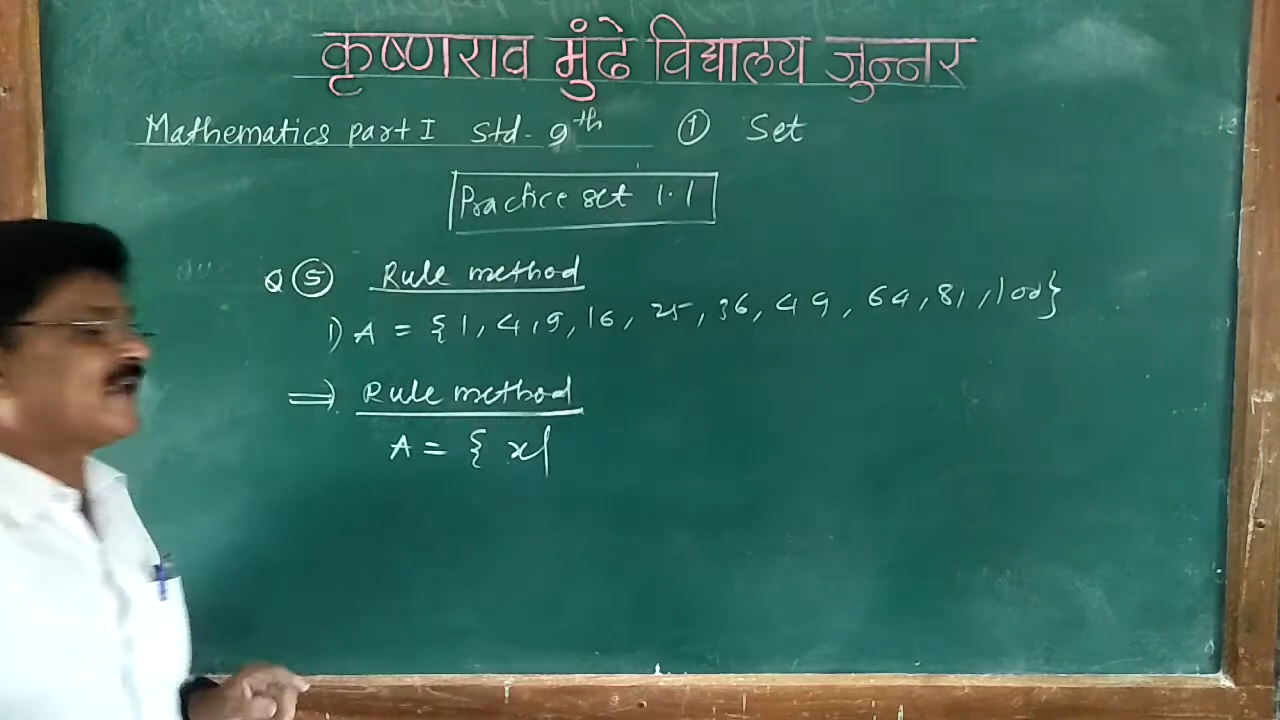 कृष्णराव मुंढे विद्यालय जुन्नर
Mathematics part I Std - 9th ① Set
Practice set 1.1
Q ⑤ Rule method
1) A = { 1, 4, 9, 16, 25, 36, 49, 64, 81, 100}
⇒ Rule method
A = { x|